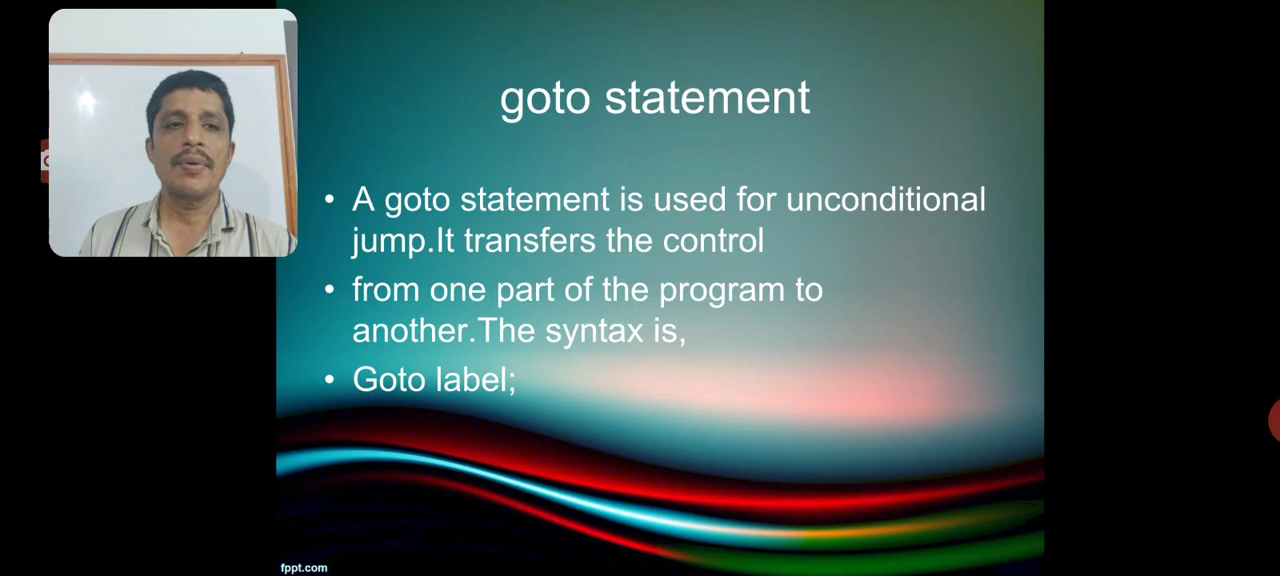 goto statement
• A goto statement is used for unconditional
jump.It transfers the control
• from one part of the program to
another.The syntax is,
• Goto label;
fppt.com